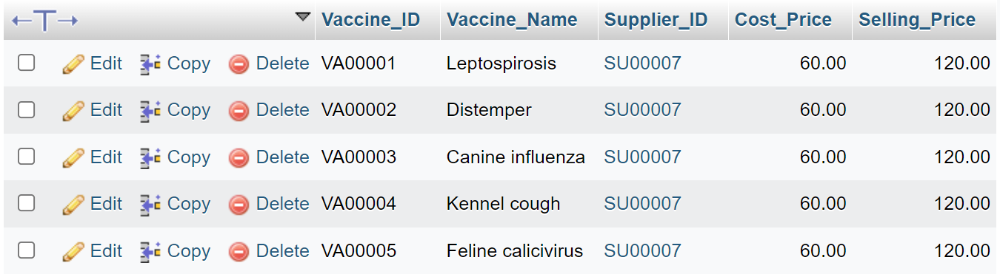 Vaccine_ID Vaccine_Name Supplier_ID Cost_Price Selling_Price
Edit Copy Delete VA00001 Leptospirosis SU00007 60.00 120.00
Edit Copy Delete VA00002 Distemper SU00007 60.00 120.00
Edit Copy Delete VA00003 Canine influenza SU00007 60.00 120.00
Edit Copy Delete VA00004 Kennel cough SU00007 60.00 120.00
Edit Copy Delete VA00005 Feline calicivirus SU00007 60.00 120.00